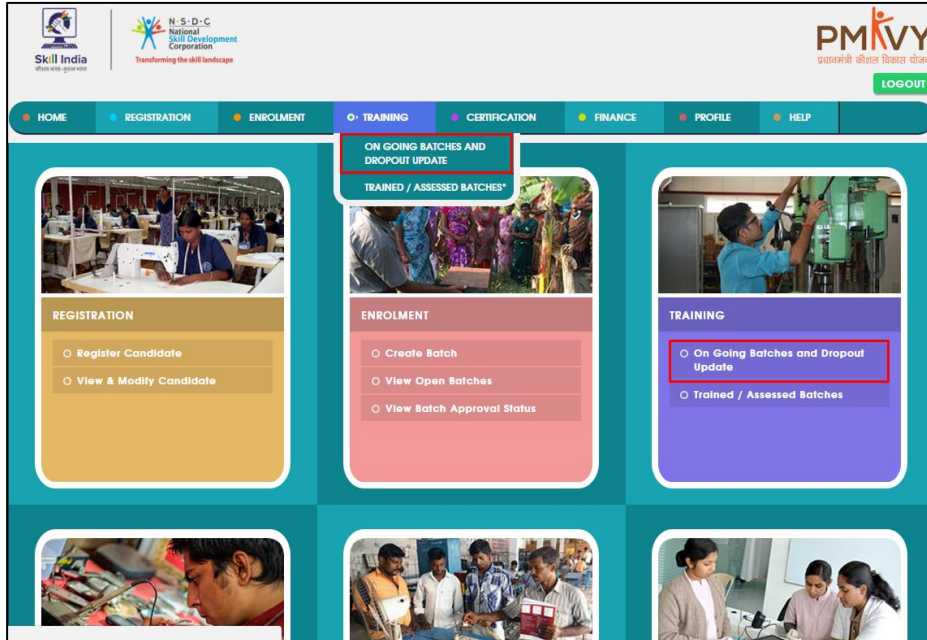 Skill India
कौशल भारत-कुशल भारत
N·S·D·C
National
Skill Development
Corporation
Transforming the skill landscape
PMKVY
प्रधानमंत्री कौशल विकास योजन
LOGOUT
HOME
REGISTRATION
ENROLMENT
TRAINING
CERTIFICATION
FINANCE
PROFILE
HELP
ON GOING BATCHES AND
DROPOUT UPDATE
TRAINED / ASSESSED BATCHES*
REGISTRATION
Register Candidate
View & Modify Candidate
ENROLMENT
Create Batch
View Open Batches
View Batch Approval Status
TRAINING
On Going Batches and Dropout
Update
Trained / Assessed Batches